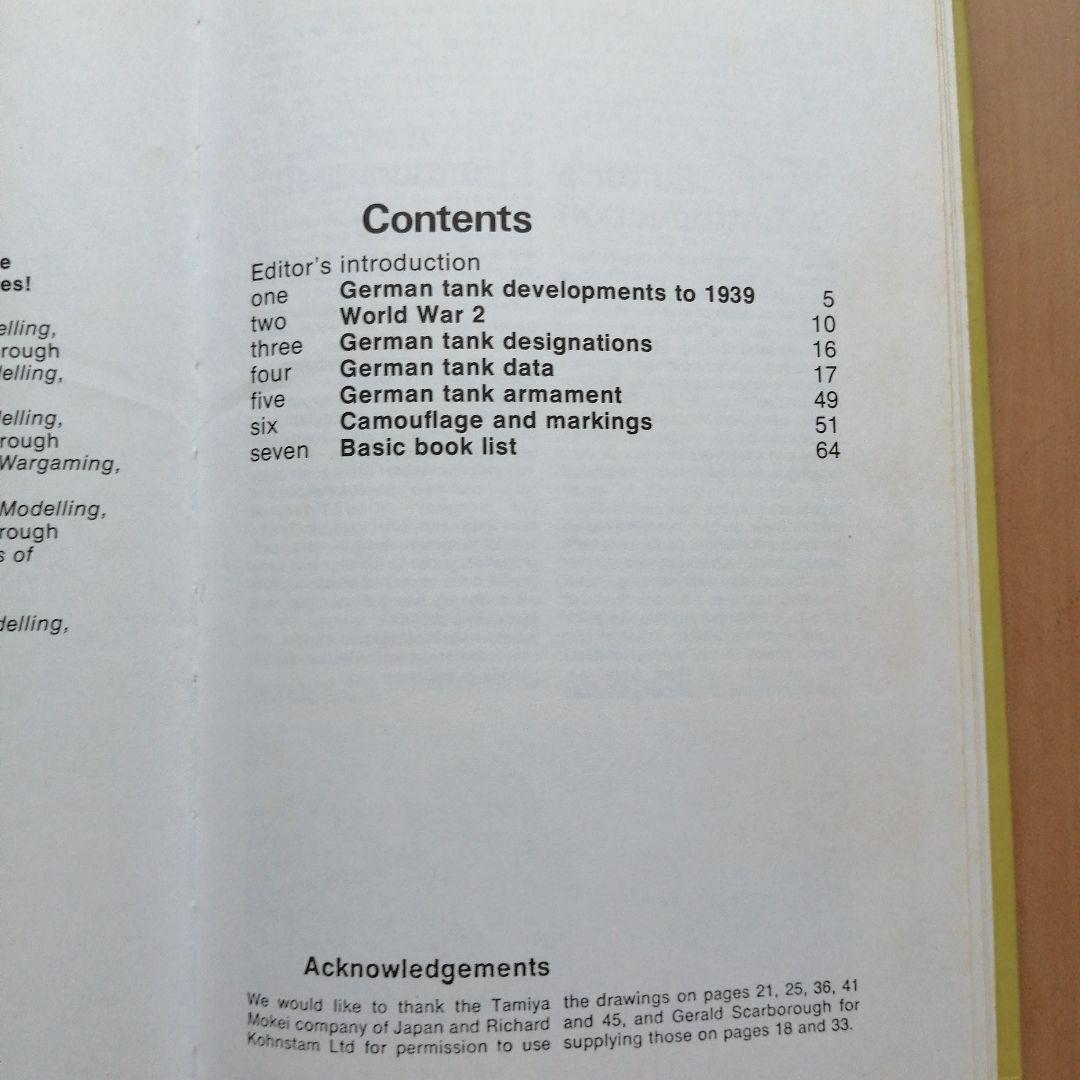 es!
elling,
rough
elling,
elling,
rough
Wargaming,
Modelling,
rough
s of
delling,
Contents
Editor's introduction
one German tank developments to 1939 5
two World War 2 10
three German tank designations 16
four German tank data 17
five German tank armament 49
six Camouflage and markings 51
seven Basic book list 64
Acknowledgements
We would like to thank the Tamiya
Mokei company of Japan and Richard
Kohnstam Ltd for permission to use
the drawings on pages 21, 25, 36, 41
and 45, and Gerald Scarborough for
supplying those on pages 18 and 33.